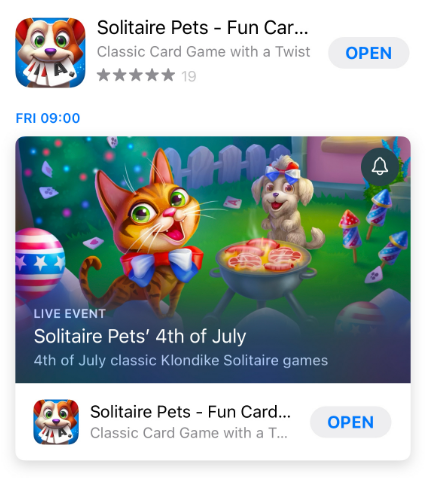 Solitaire Pets - Fun Car...
Classic Card Game with a Twist
OPEN
19
FRI 09:00
LIVE EVENT
Solitaire Pets’ 4th of July
4th of July classic Klondike Solitaire games
Solitaire Pets - Fun Card...
Classic Card Game with a T...
OPEN